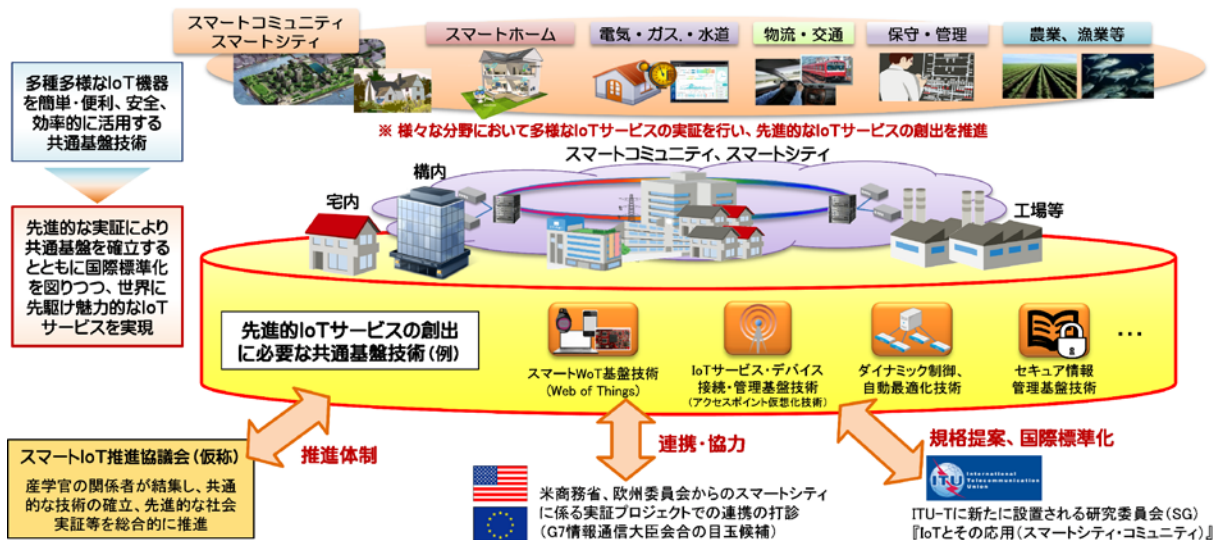 スマートコミュニティ
スマートシティ
スマートホーム
電気・ガス.・水道
物流・交通
保守・管理
農業、漁業等
多種多様なIoT機器
を簡単・便利、安全、
効率的に活用する
共通基盤技術
※ 様々な分野において多様なIoTサービスの実証を行い、先進的なIoTサービスの創出を推進
スマートコミュニティ、スマートシティ
構内
宅内
工場等
先進的な実証により
共通基盤を確立する
とともに国際標準化
を図りつつ、世界に
先駆け魅力的なIoT
サービスを実現
先進的IoTサービスの創出
に必要な共通基盤技術(例)
スマートWoT基盤技術
(Web of Things)
IoTサービス・デバイス
接続・管理基盤技術
(アクセスポイント仮想化技術)
ダイナミック制御、
自動最適化技術
セキュア情報
管理基盤技術
…
推進体制
連携・協力
規格提案、国際標準化
スマートIoT推進協議会(仮称)
産学官の関係者が結集し、共通
的な技術の確立、先進的な社会
実証等を総合的に推進
米商務省、欧州委員会からのスマートシティ
に係る実証プロジェクトでの連携の打診
(G7情報通信大臣会合の目玉候補)
ITU
International
Telecommunication
Union
ITU-Tに新たに設置される研究委員会(SG)
『IoTとその応用(スマートシティ・コミュニティ)』